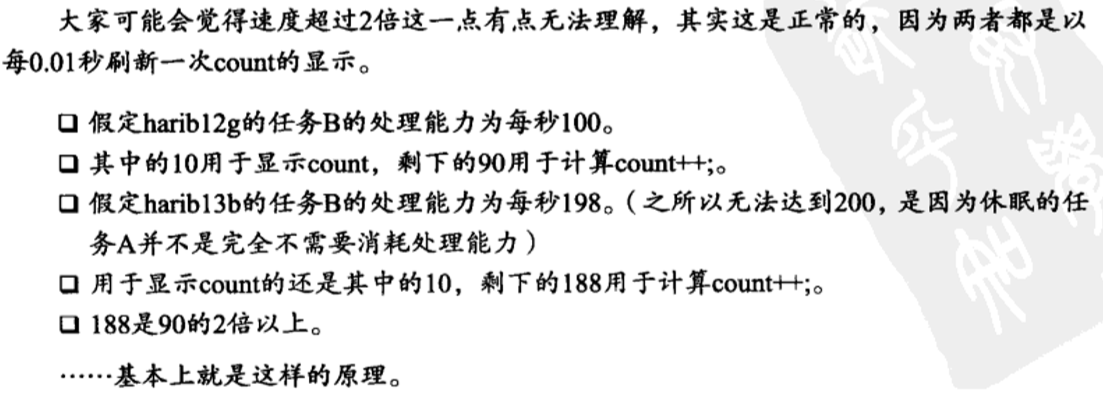 大家可能会觉得速度超过2倍这一点有点无法理解，其实这是正常的，因为两者都是以
每0.01秒刷新一次count的显示。
❑ 假定harib12g的任务B的处理能力为每秒100。
❑ 其中的10用于显示count，剩下的90用于计算count++;。
❑ 假定harib13b的任务B的处理能力为每秒198。（之所以无法达到200，是因为休眠的任
务A并不是完全不需要消耗处理能力）
❑ 用于显示count的还是其中的10，剩下的188用于计算count++;。
❑ 188是90的2倍以上。
……基本上就是这样的原理。